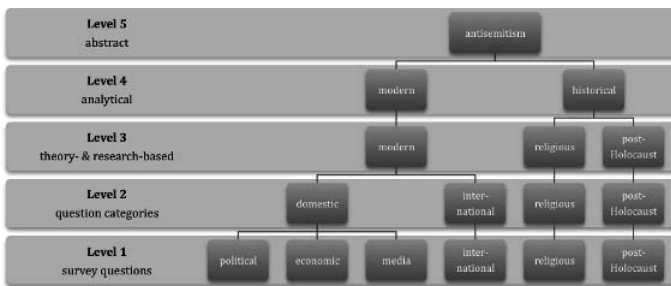 Level 5
abstract
antisemitism
Level 4
analytical
modern
historical
Level 3
theory- & research-based
modern
religious
post-
Holocaust
Level 2
question categories
domestic
inter-
national
religious
post-
Holocaust
Level 1
survey questions
political
economic
media
inter-
national
religious
post-
Holocaust